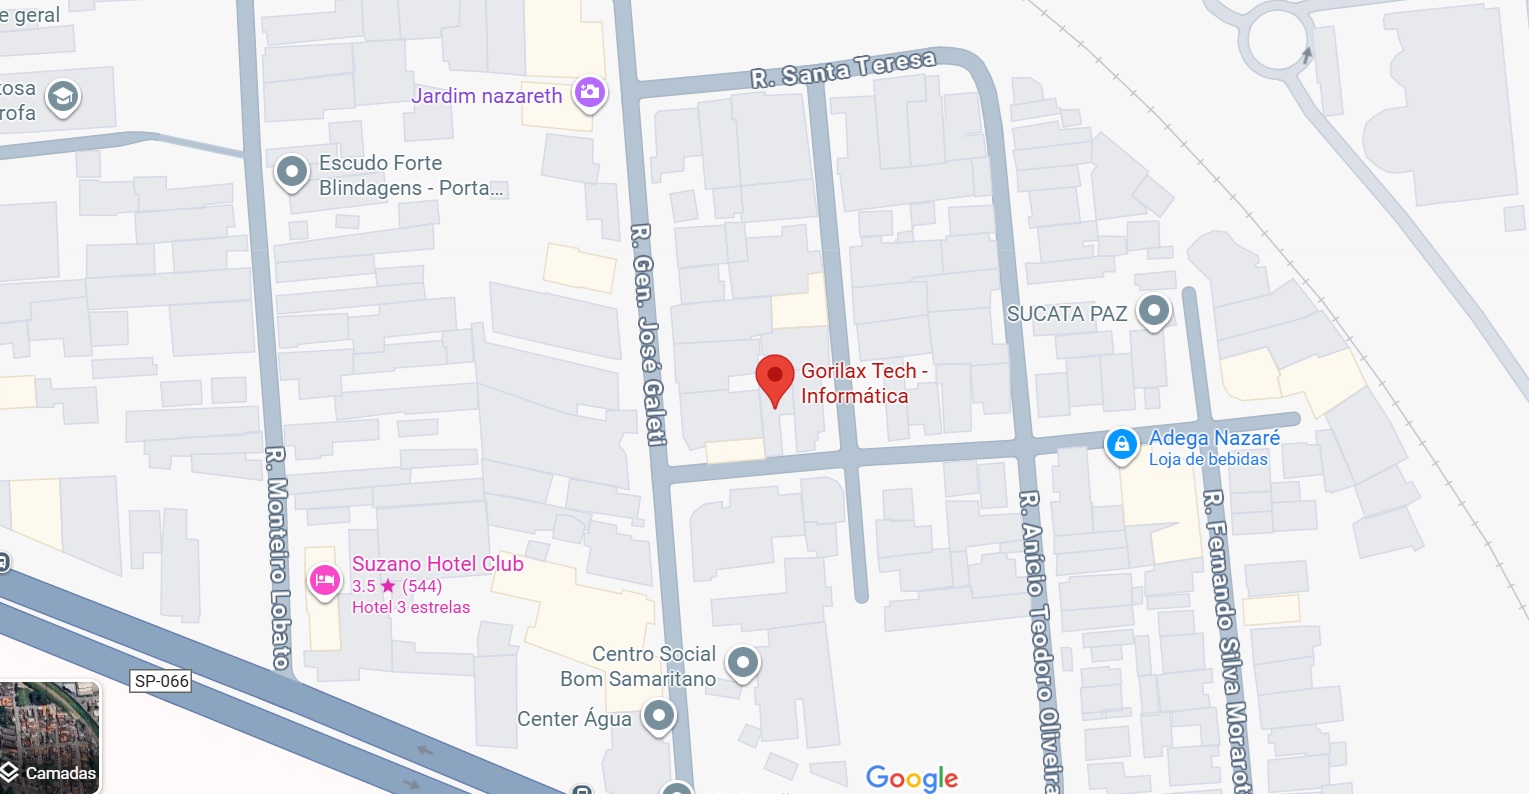 e geral
R. Santa Teresa
Jardim nazareth
tosa
rofa
Escudo Forte
Blindagens - Porta...
R. Gen. José Galeti
SUCATA PAZ
Gorilax Tech -
Informática
Adega Nazaré
Loja de bebidas
R. Monteiro Lobato
R. Anício Teodoro Oliveira
R. Fernando Silva Morarot
Suzano Hotel Club
3.5 ★ (544)
Hotel 3 estrelas
Centro Social
Bom Samaritano
SP-066
Center Água
Camadas
Google